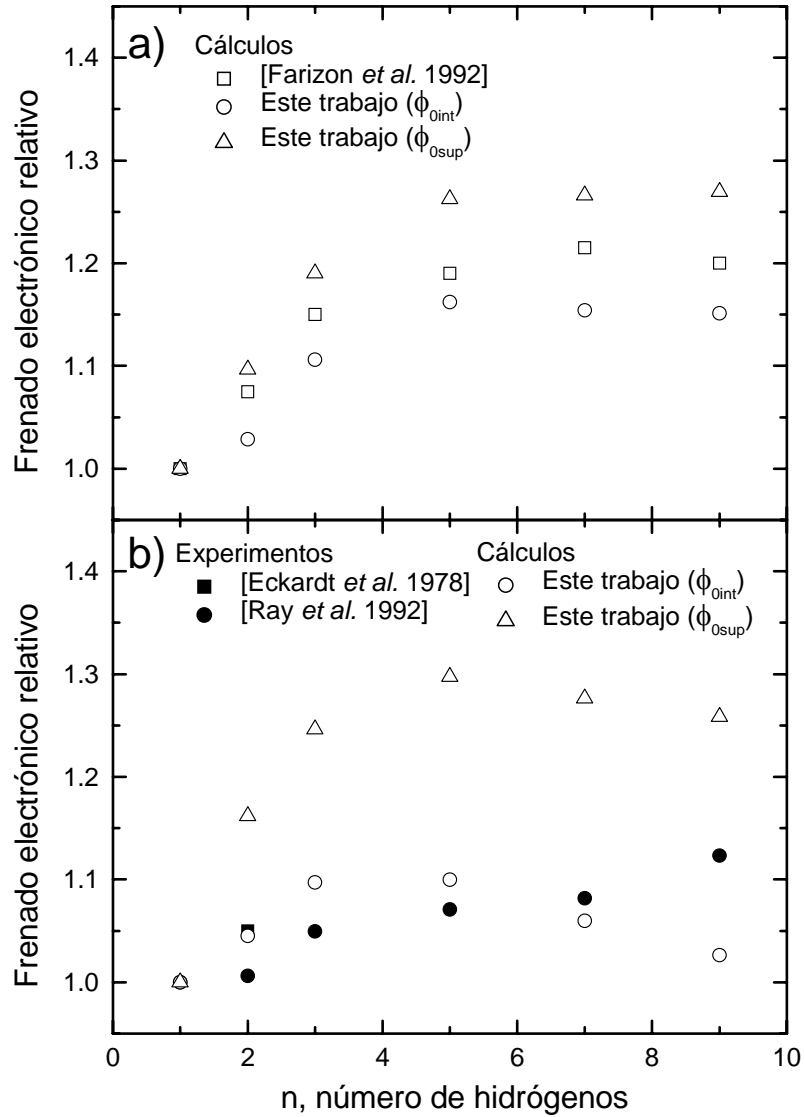 a)
Cálculos
[Farizon et al. 1992]
Este trabajo (ϕ0int)
Este trabajo (ϕ0sup)
1.4
1.3
1.2
1.1
1.0
Frenado electrónico relativo
b)
Experimentos
[Eckardt et al. 1978]
[Ray et al. 1992]
Cálculos
Este trabajo (ϕ0int)
Este trabajo (ϕ0sup)
1.4
1.3
1.2
1.1
1.0
Frenado electrónico relativo
0 2 4 6 8 10
n, número de hidrógenos